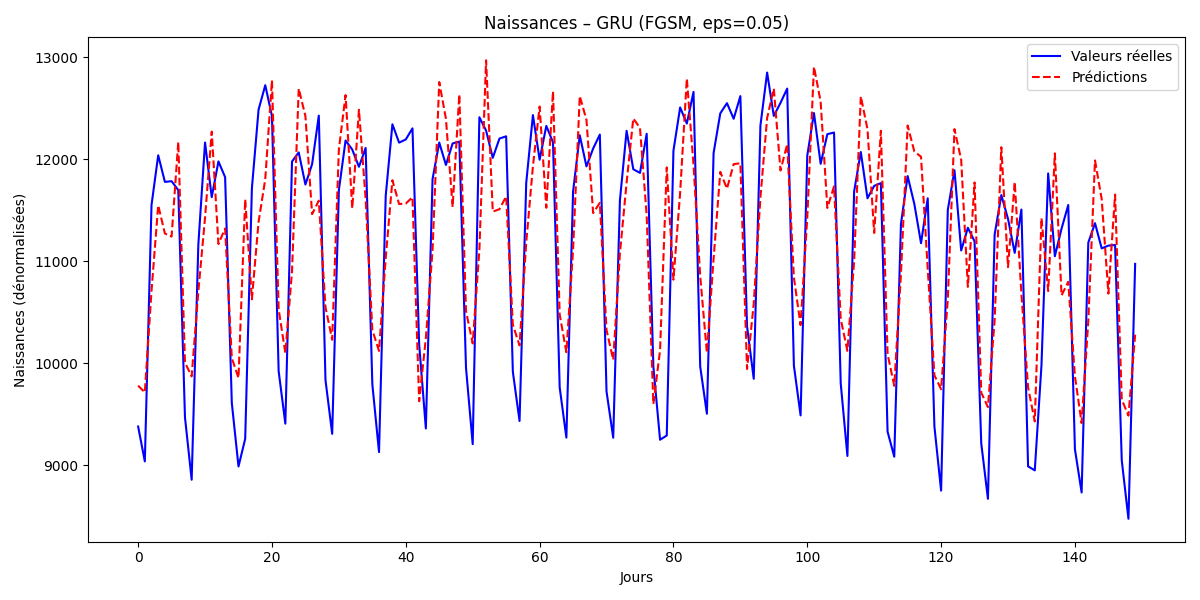 Naissances – GRU (FGSM, eps=0.05)
Valeurs réelles
Prédictions
Naissances (dénormalisées)
13000
12000
11000
10000
9000
0 20 40 60 80 100 120 140
Jours